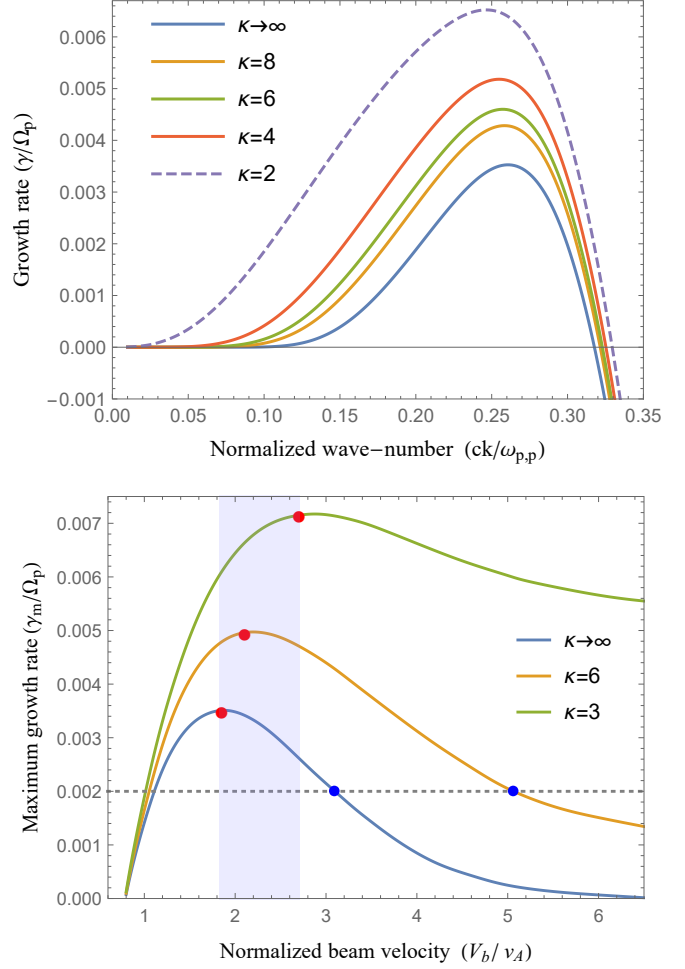 Growth rate (γ/Ωp)
0.006
0.005
0.004
0.003
0.002
0.001
0.000
−0.001
κ→∞
κ=8
κ=6
κ=4
κ=2
0.00 0.05 0.10 0.15 0.20 0.25 0.30 0.35
Normalized wave−number (ck/ωp,p)
Maximum growth rate (γm/Ωp)
0.007
0.006
0.005
0.004
0.003
0.002
0.001
0.000
κ→∞
κ=6
κ=3
1 2 3 4 5 6
Normalized beam velocity (Vb/ vA)